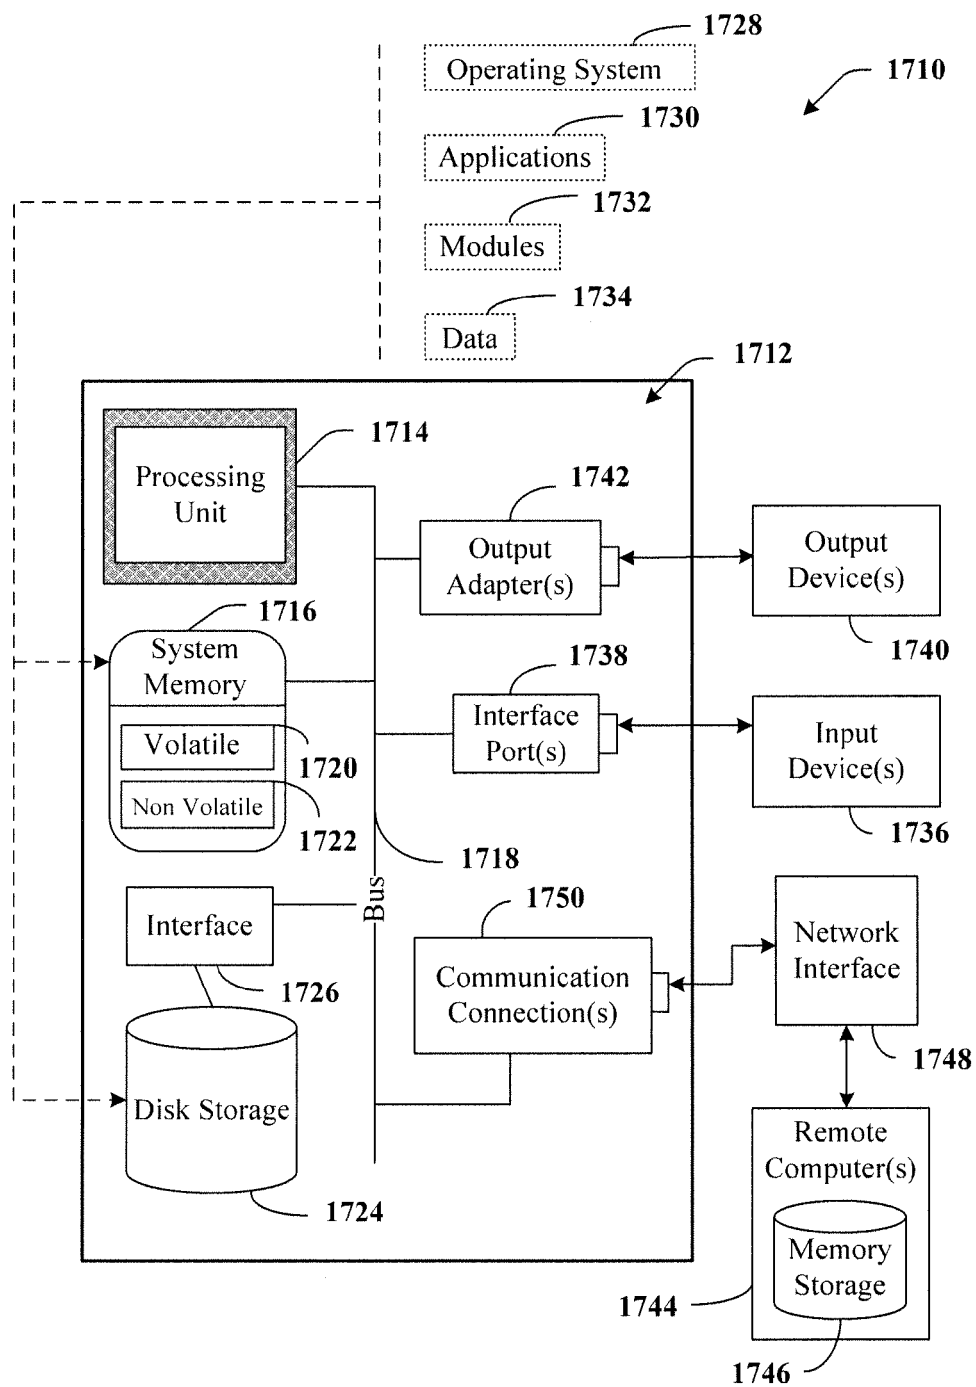 1728
Operating System
1710
1730
Applications
1732
Modules
1734
Data
1712
1714
Processing
Unit
1742
Output
Adapter(s)
Output
Device(s)
1740
1716
System
Memory
Volatile
1720
Non Volatile
1722
1738
Interface
Port(s)
Input
Device(s)
1736
1718
Bus
Interface
1726
1750
Communication
Connection(s)
Network
Interface
1748
Disk Storage
1724
Remote
Computer(s)
Memory
Storage
1744
1746